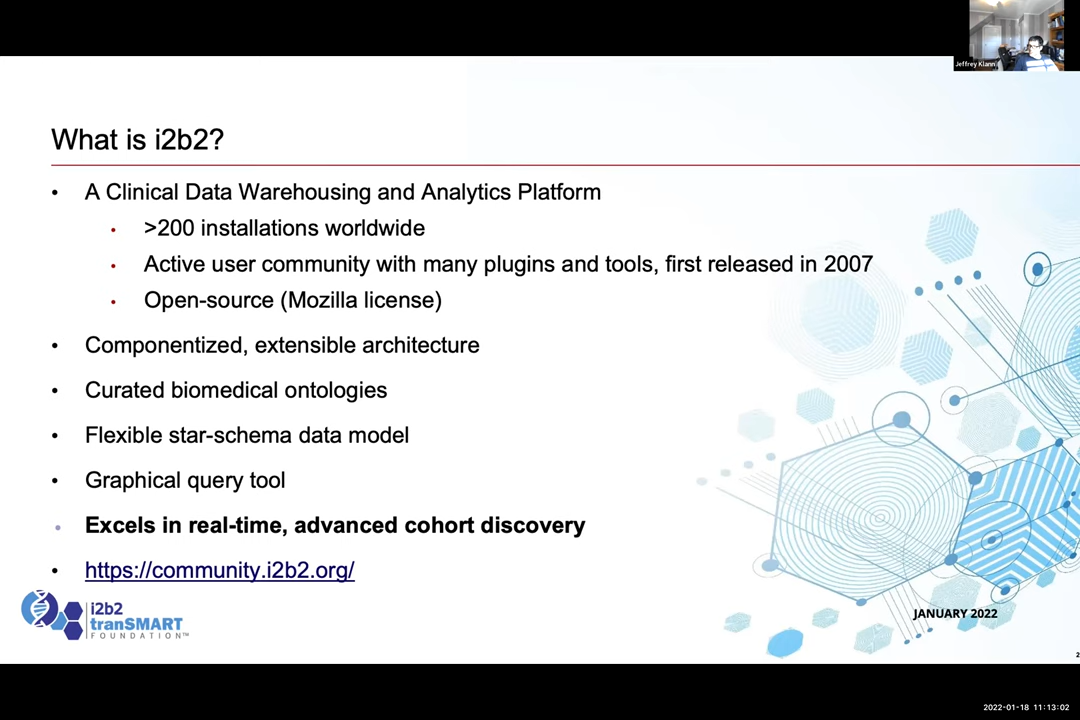 Jeffrey Klann
What is i2b2?
• A Clinical Data Warehousing and Analytics Platform
• >200 installations worldwide
• Active user community with many plugins and tools, first released in 2007
• Open-source (Mozilla license)
• Componentized, extensible architecture
• Curated biomedical ontologies
• Flexible star-schema data model
• Graphical query tool
• Excels in real-time, advanced cohort discovery
• https://community.i2b2.org/
i2b2
tranSMART
FOUNDATION™
JANUARY 2022
2
2022-01-18 11:13:02